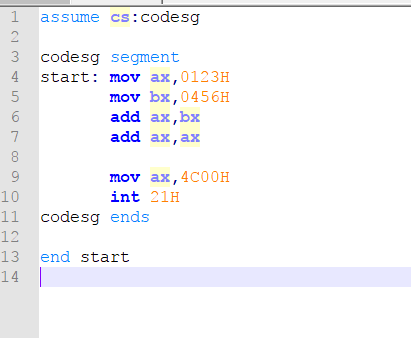 1 assume cs:codesg
2
3 codesg segment
4 start: mov ax,0123H
5        mov bx,0456H
6        add ax,bx
7        add ax,ax
8
9        mov ax,4C00H
10        int 21H
11 codesg ends
12
13 end start
14